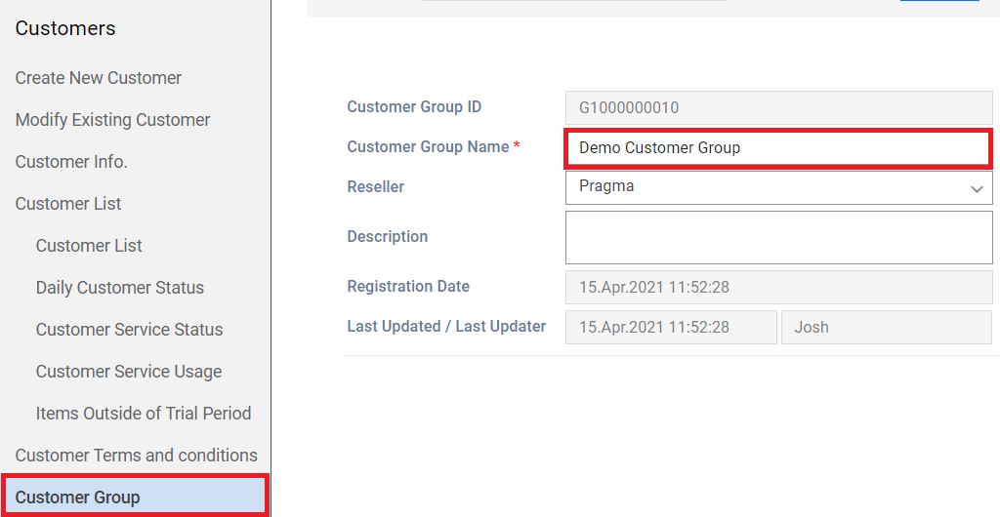 Customers
Create New Customer
Modify Existing Customer
Customer Info.
Customer List
Customer List
Daily Customer Status
Customer Service Status
Customer Service Usage
Items Outside of Trial Period
Customer Terms and conditions
Customer Group
Customer Group ID G1000000010
Customer Group Name * Demo Customer Group
Reseller Pragma
Description
Registration Date 15.Apr.2021 11:52:28
Last Updated / Last Updater 15.Apr.2021 11:52:28 Josh